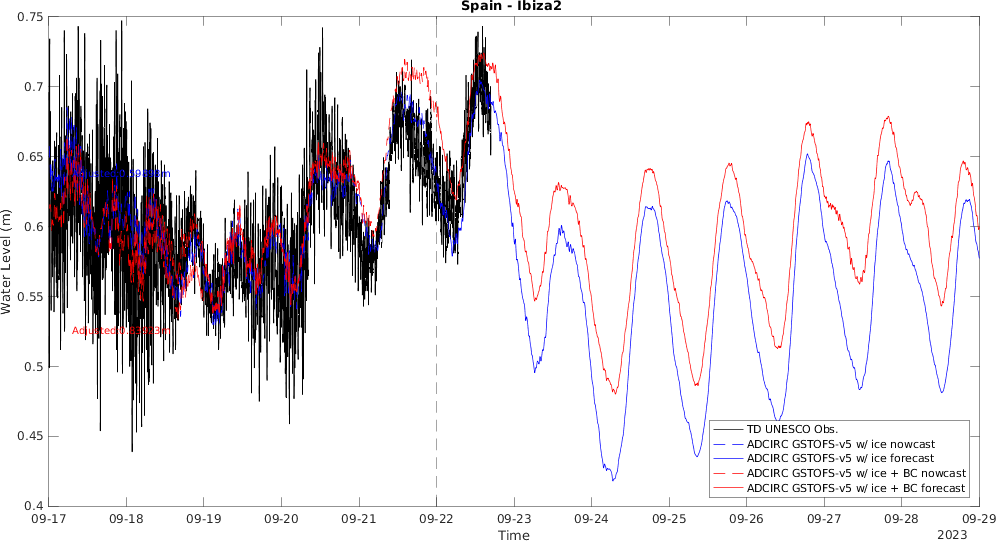 Spain - Ibiza2
Water Level (m)
0.75
0.7
0.65
0.6
0.55
0.5
0.45
0.4
Adjusted
TD UNESCO Obs.
ADCIRC GSTOFS-v5 w/ ice nowcast
ADCIRC GSTOFS-v5 w/ ice forecast
ADCIRC GSTOFS-v5 w/ ice + BC nowcast
ADCIRC GSTOFS-v5 w/ ice + BC forecast
09-17 09-18 09-19 09-20 09-21 09-22 09-23 09-24 09-25 09-26 09-27 09-28 09-29
Time
2023